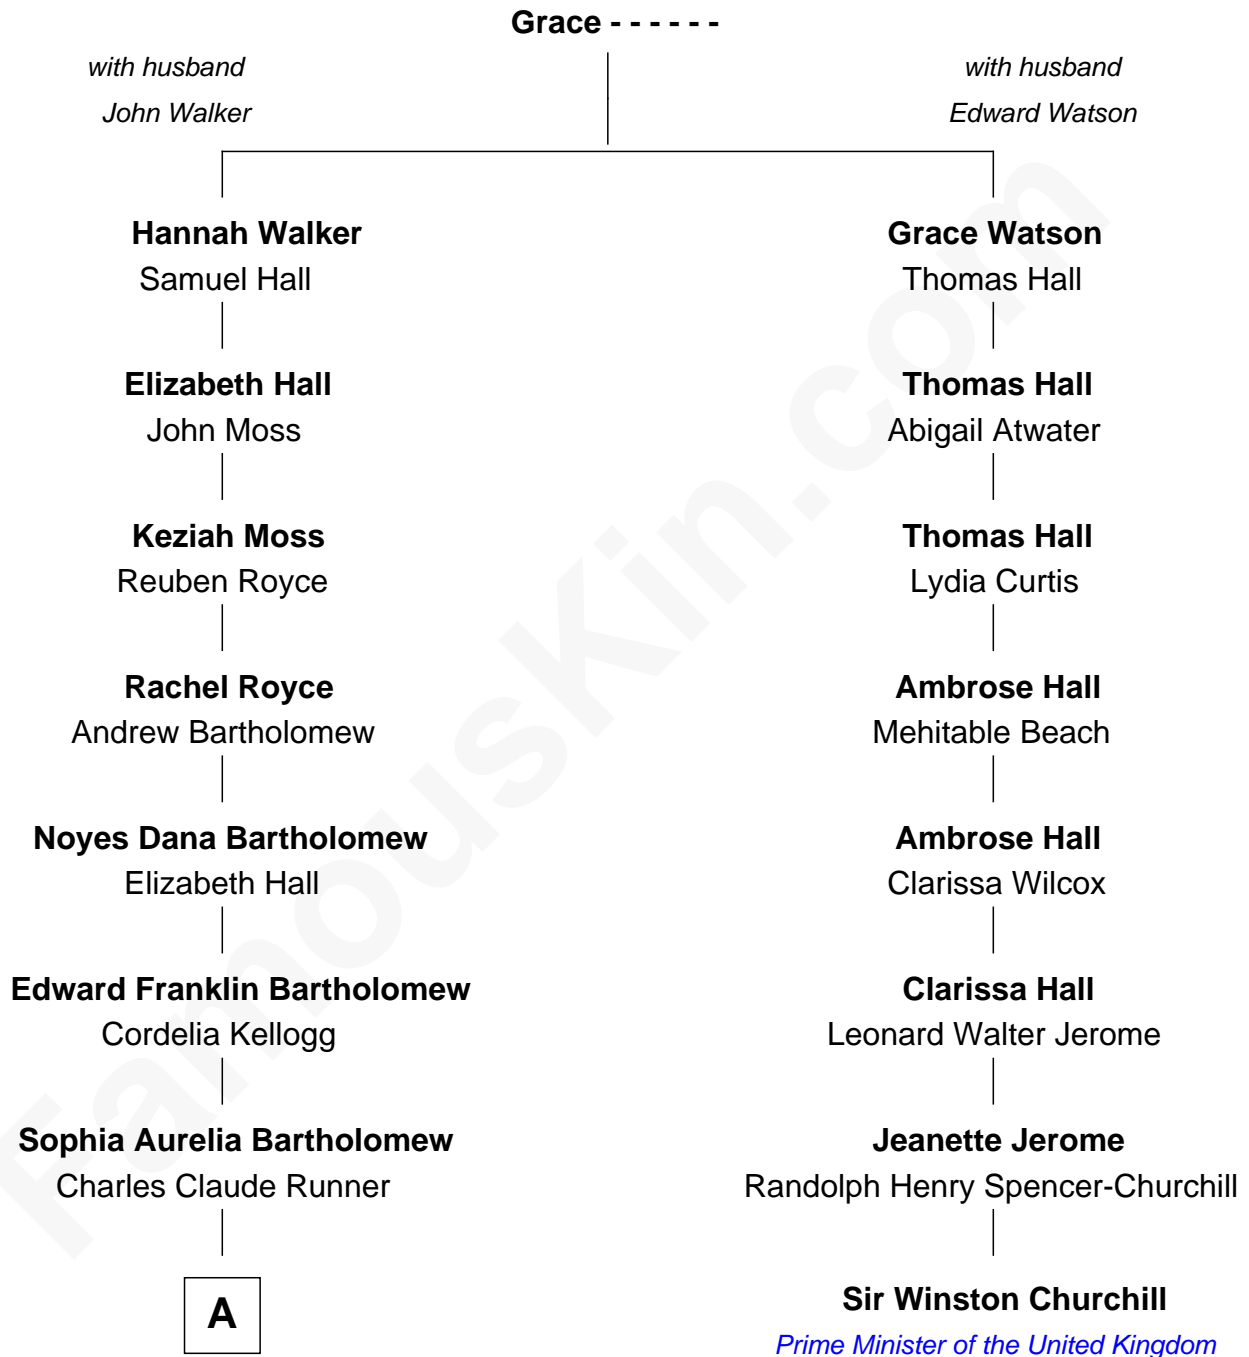 Grace - - - - - -
with husband
John Walker
with husband
Edward Watson
Hannah Walker
Samuel Hall
Grace Watson
Thomas Hall
Elizabeth Hall
John Moss
Thomas Hall
Abigail Atwater
Keziah Moss
Reuben Royce
Thomas Hall
Lydia Curtis
Rachel Royce
Andrew Bartholomew
Ambrose Hall
Mehitable Beach
Noyes Dana Bartholomew
Elizabeth Hall
Ambrose Hall
Clarissa Wilcox
Edward Franklin Bartholomew
Cordelia Kellogg
Clarissa Hall
Leonard Walter Jerome
Sophia Aurelia Bartholomew
Charles Claude Runner
Jeanette Jerome
Randolph Henry Spencer-Churchill
A
Sir Winston Churchill
Prime Minister of the United Kingdom
FamousKin.com